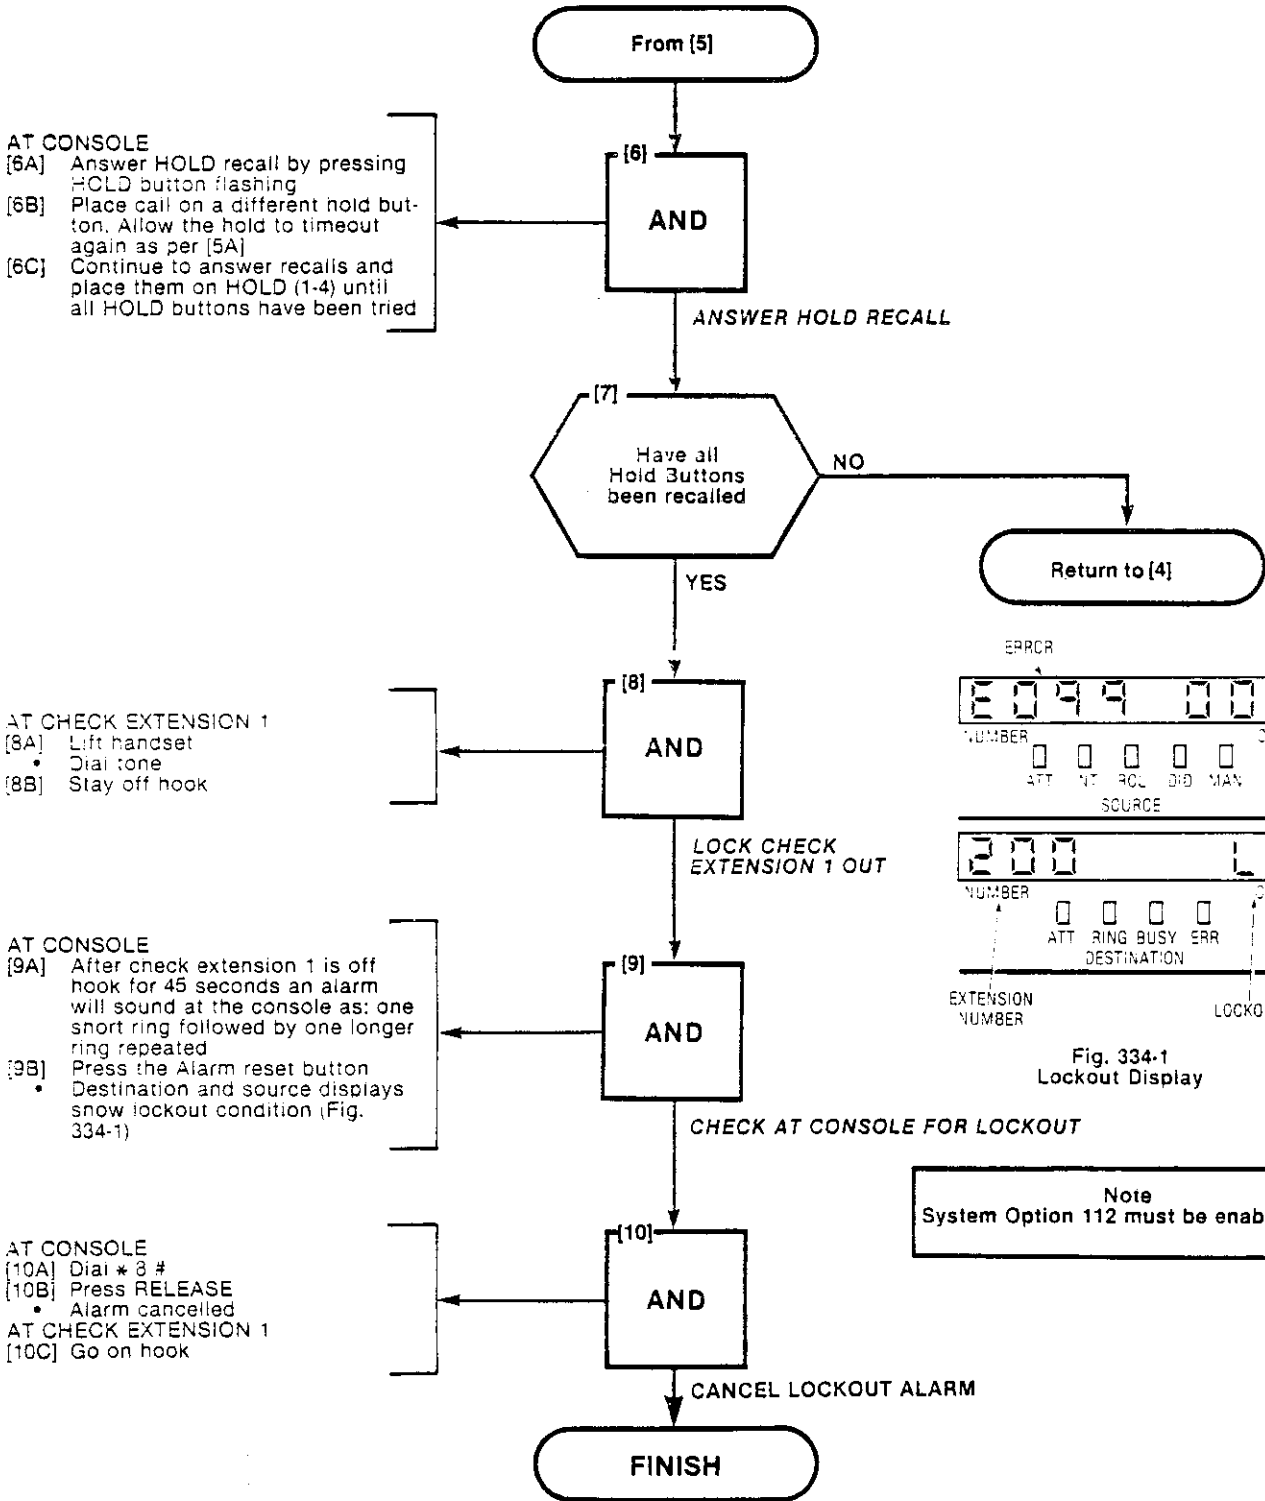 From [5]
AT CONSOLE
[6A] Answer HOLD recall by pressing
HOLD button flashing
[6B] Place call on a different hold but-
ton. Allow the hold to timeout
again as per [5A]
[6C] Continue to answer recalls and
place them on HOLD (1-4) until
all HOLD buttons have been tried
[6]
AND
ANSWER HOLD RECALL
[7]
Have all
Hold Buttons
been recalled
NO
Return to [4]
YES
AT CHECK EXTENSION 1
[8A] Lift handset
• Dial tone
[8B] Stay off hook
[8]
AND
LOCK CHECK
EXTENSION 1 OUT
ERROR
E099 00
NUMBER
ATT INT RCL DID MAN
SOURCE
200 L
NUMBER
ATT RING BUSY ERR
DESTINATION
EXTENSION
NUMBER
LOCKO
Fig. 334-1
Lockout Display
AT CONSOLE
[9A] After check extension 1 is off
hook for 45 seconds an alarm
will sound at the console as: one
short ring followed by one longer
ring repeated
[9B] Press the Alarm reset button
• Destination and source displays
show lockout condition (Fig.
334-1)
[9]
AND
CHECK AT CONSOLE FOR LOCKOUT
Note
System Option 112 must be enab
AT CONSOLE
[10A] Dial * 8 #
[10B] Press RELEASE
• Alarm cancelled
AT CHECK EXTENSION 1
[10C] Go on hook
[10]
AND
CANCEL LOCKOUT ALARM
FINISH